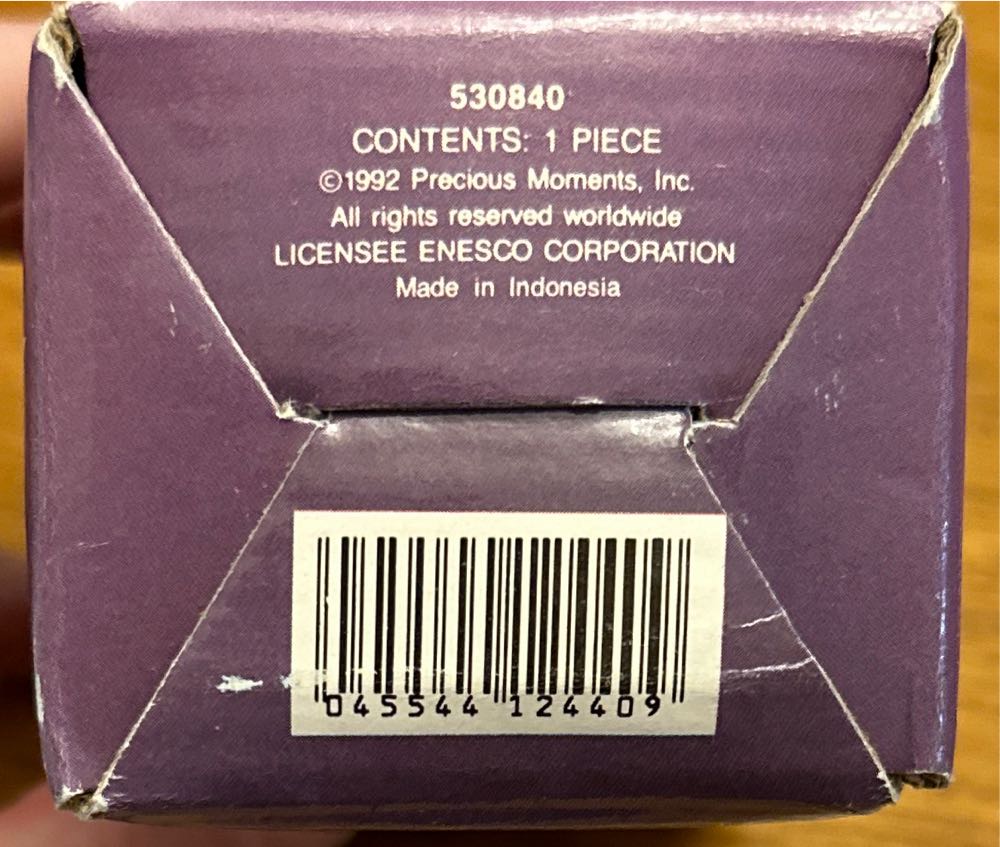 530840
CONTENTS: 1 PIECE
©1992 Precious Moments, Inc.
All rights reserved worldwide
LICENSEE ENESCO CORPORATION
Made in Indonesia
045544 124409